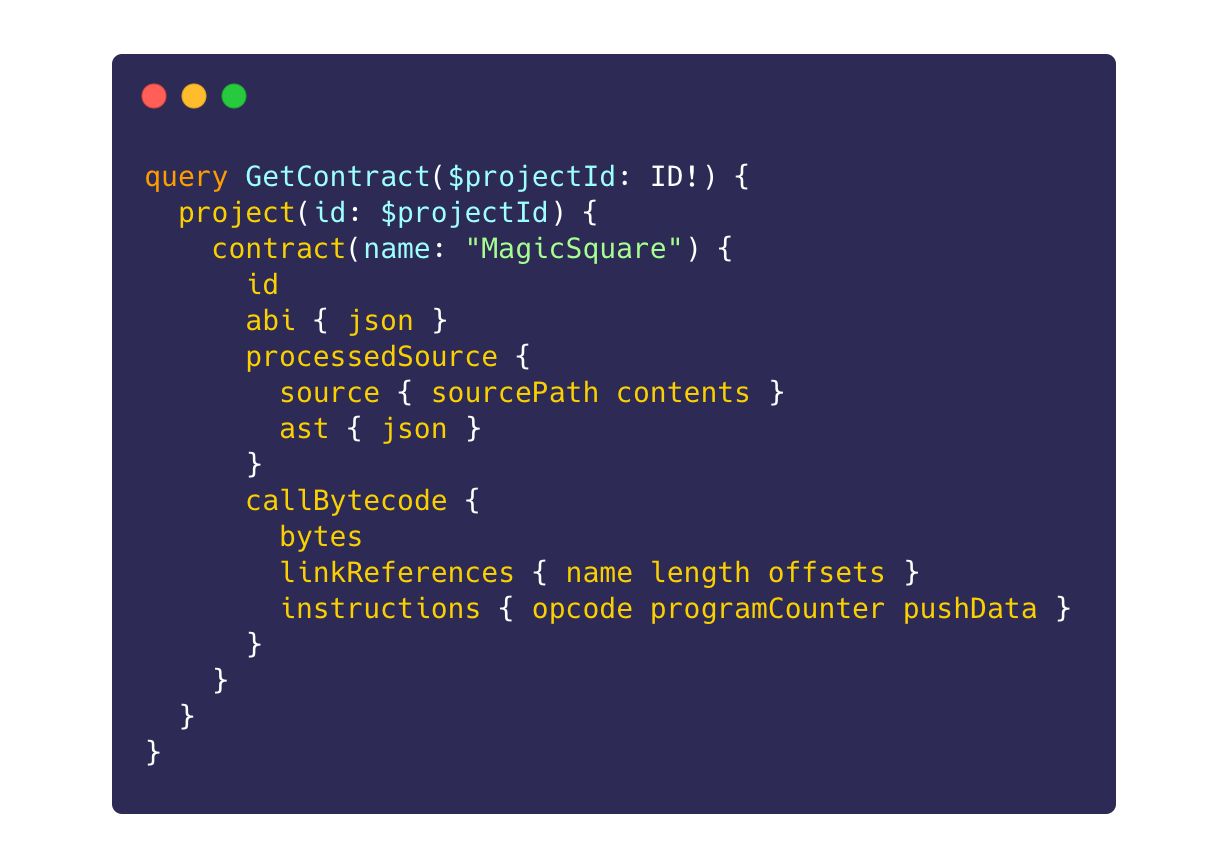 query GetContract($projectId: ID!) {
  project(id: $projectId) {
    contract(name: "MagicSquare") {
      id
      abi { json }
      processedSource {
        source { sourcePath contents }
        ast { json }
      }
      callBytecode {
        bytes
        linkReferences { name length offsets }
        instructions { opcode programCounter pushData }
      }
    }
  }
}